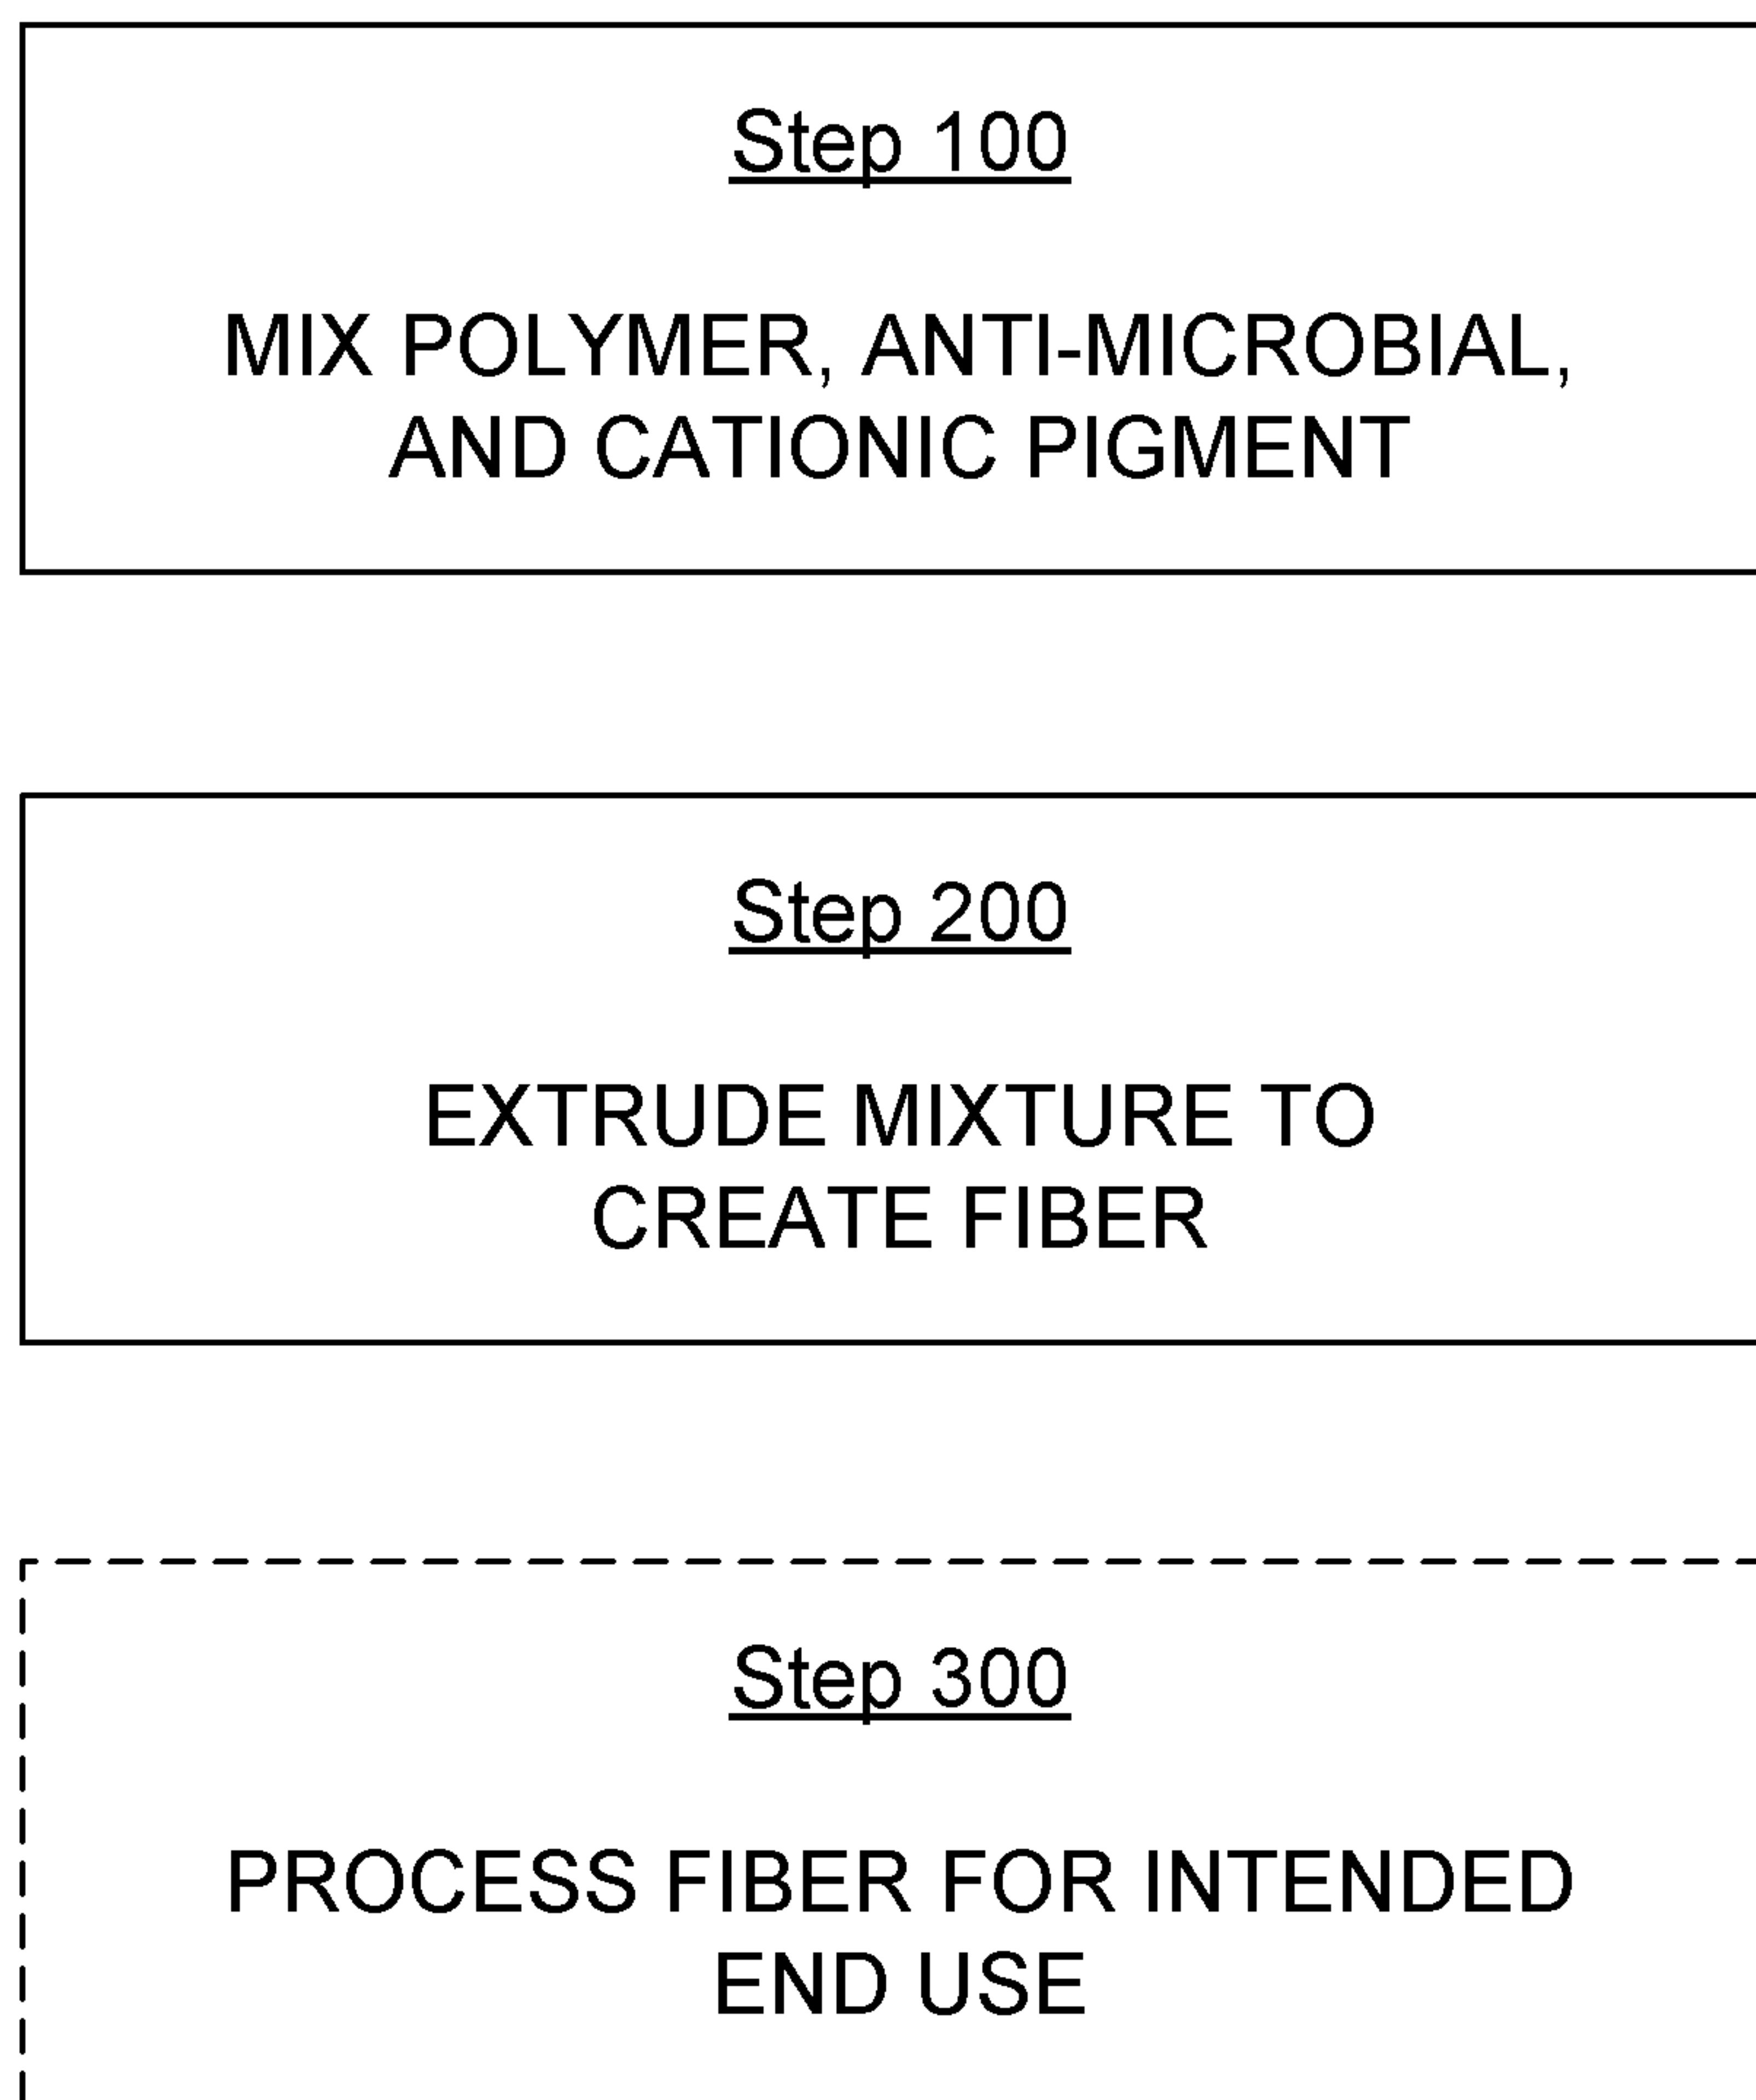 Step 100
MIX POLYMER, ANTI-MICROBIAL,
AND CATIONIC PIGMENT
Step 200
EXTRUDE MIXTURE TO
CREATE FIBER
Step 300
PROCESS FIBER FOR INTENDED
END USE